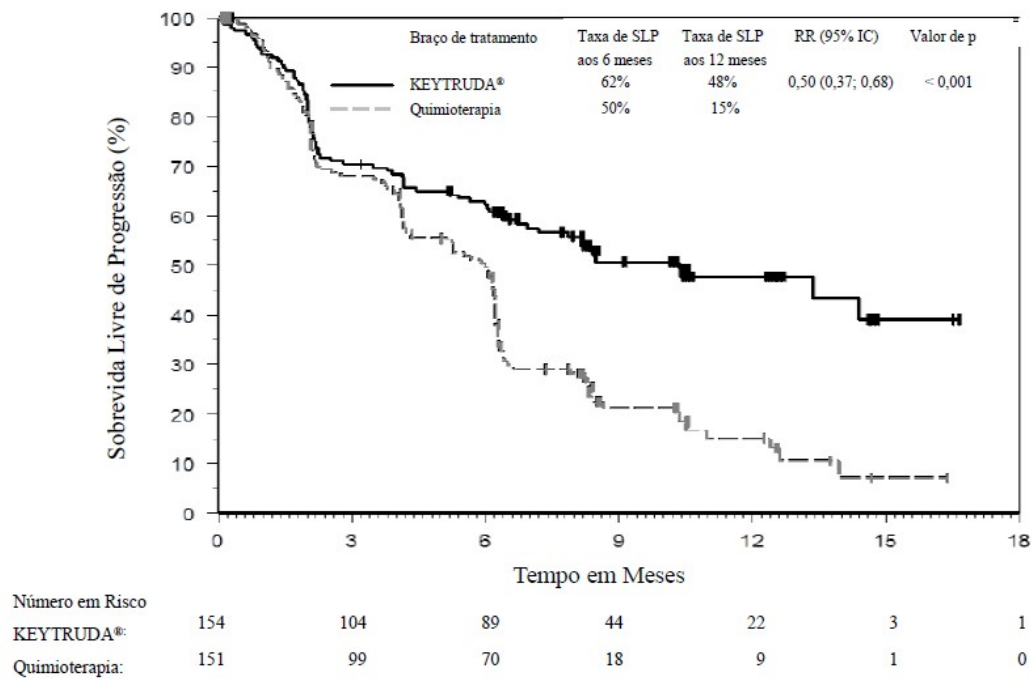 Braço de tratamento Taxa de SLP aos 6 meses Taxa de SLP aos 12 meses RR (95% IC) Valor de p
KEYTRUDA® 62% 48% 0,50 (0,37; 0,68) < 0,001
Quimioterapia 50% 15%
Sobrevida Livre de Progressão (%)
100
90
80
70
60
50
40
30
20
10
0
0 3 6 9 12 15 18
Tempo em Meses
Número em Risco
KEYTRUDA®: 154 104 89 44 22 3 1
Quimioterapia: 151 99 70 18 9 1 0